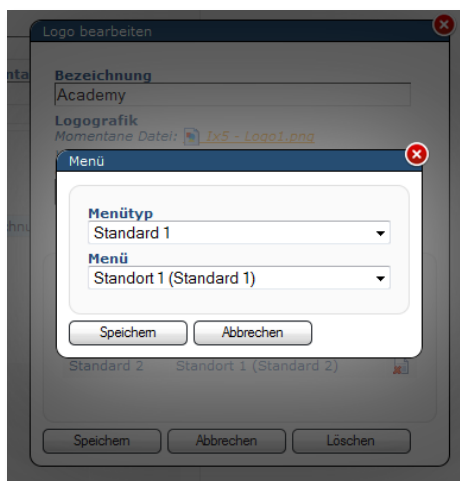 Logo bearbeiten
Bezeichnung
Academy
Logografik
Momentane Datei: 1x5 - Logo1.png
Menü
Menütyp
Standard 1
Menü
Standort 1 (Standard 1)
Speichern Abbrechen
Standard 2 Standort 1 (Standard 2)
Speichern Abbrechen Löschen